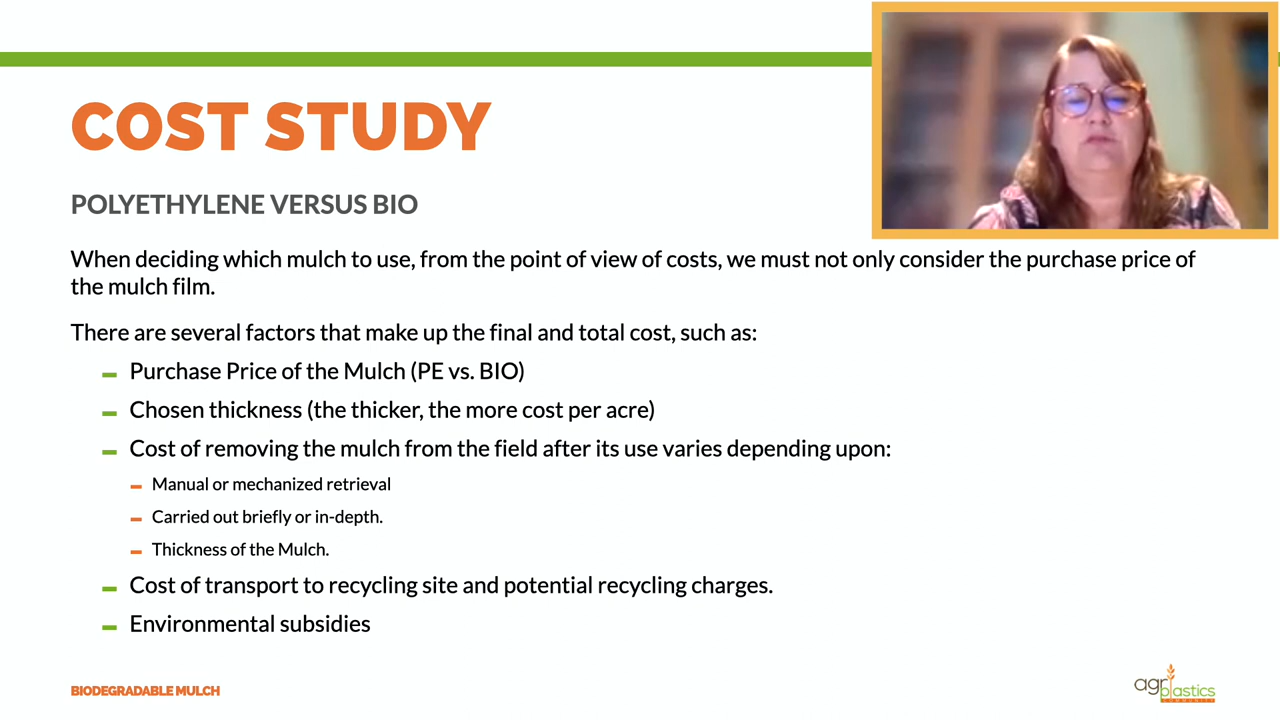 COST STUDY
POLYETHYLENE VERSUS BIO
When deciding which mulch to use, from the point of view of costs, we must not only consider the purchase price of
the mulch film.
There are several factors that make up the final and total cost, such as:
Purchase Price of the Mulch (PE vs. BIO)
Chosen thickness (the thicker, the more cost per acre)
Cost of removing the mulch from the field after its use varies depending upon:
Manual or mechanized retrieval
Carried out briefly or in-depth.
Thickness of the Mulch.
Cost of transport to recycling site and potential recycling charges.
Environmental subsidies
BIODEGRADABLE MULCH
agriplastics
COMMUNITY